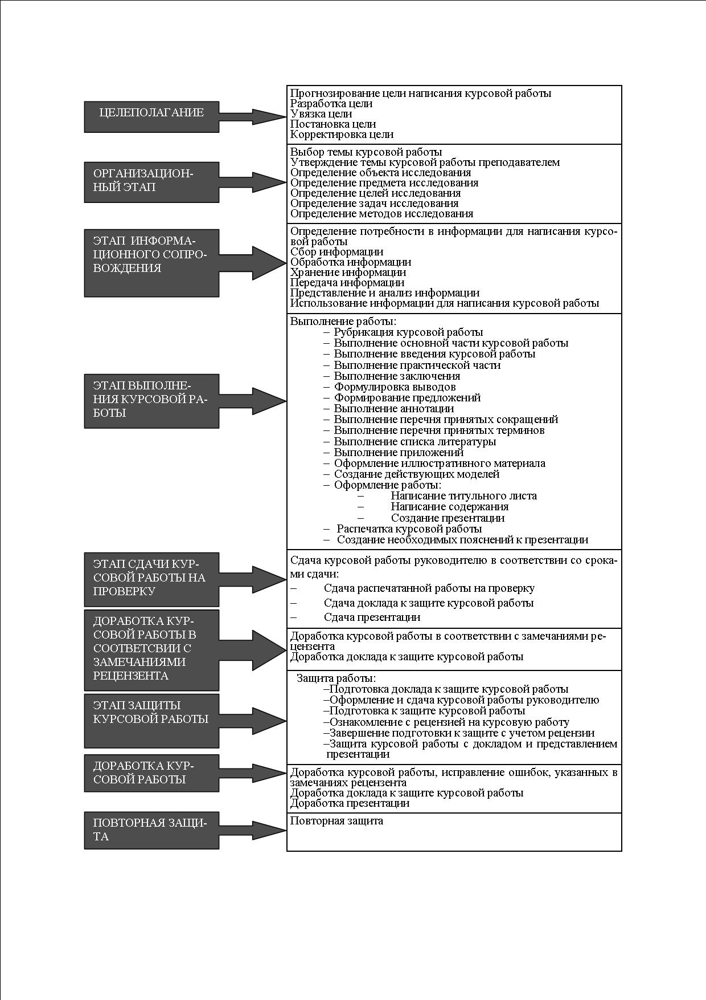 ЦЕЛЕПОЛАГАНИЕ
Прогнозирование цели написания курсовой работы
Разработка цели
Увязка цели
Постановка цели
Корректировка цели
ОРГАНИЗАЦИОН-
НЫЙ ЭТАП
Выбор темы курсовой работы
Утверждение темы курсовой работы преподавателем
Определение объекта исследования
Определение предмета исследования
Определение целей исследования
Определение задач исследования
Определение методов исследования
ЭТАП ИНФОРМА-
ЦИОННОГО СОПРО-
ВОЖДЕНИЯ
Определение потребности в информации для написания курсо-
вой работы
Сбор информации
Обработка информации
Хранение информации
Передача информации
Представление и анализ информации
Использование информации для написания курсовой работы
ЭТАП ВЫПОЛНЕ-
НИЯ КУРСОВОЙ РА-
БОТЫ
Выполнение работы:
– Рубрикация курсовой работы
– Выполнение основной части курсовой работы
– Выполнение введения курсовой работы
– Выполнение практической части
– Выполнение заключения
– Формулировка выводов
– Формирование предложений
– Выполнение аннотации
– Выполнение перечня принятых сокращений
– Выполнение перечня принятых терминов
– Выполнение списка литературы
– Выполнение приложений
– Оформление иллюстративного материала
– Создание действующих моделей
– Оформление работы:
– Написание титульного листа
– Написание содержания
– Создание презентации
– Распечатка курсовой работы
– Создание необходимых пояснений к презентации
ЭТАП СДАЧИ КУР-
СОВОЙ РАБОТЫ НА
ПРОВЕРКУ
Сдача курсовой работы руководителю в соответствии со срока-
ми сдачи:
– Сдача распечатанной работы на проверку
– Сдача доклада к защите курсовой работы
– Сдача презентации
ДОРАБОТКА КУР-
СОВОЙ РАБОТЫ В
СООТВЕТСВИИ С
ЗАМЕЧАНИЯМИ
РЕЦЕНЗЕНТА
Доработка курсовой работы в соответствии с замечаниями ре-
цензента
Доработка доклада к защите курсовой работы
ЭТАП ЗАЩИТЫ
КУРСОВОЙ РАБОТЫ
Защита работы:
–Подготовка доклада к защите курсовой работы
–Оформление и сдача курсовой работы руководителю
–Подготовка к защите курсовой работы
–Ознакомление с рецензией на курсовую работу
–Завершение подготовки к защите с учетом рецензии
–Защита курсовой работы с докладом и представлением
презентации
ДОРАБОТКА КУР-
СОВОЙ РАБОТЫ
Доработка курсовой работы, исправление ошибок, указанных в
замечаниях рецензента
Доработка доклада к защите курсовой работы
Доработка презентации
ПОВТОРНАЯ ЗАЩИ-
ТА
Повторная защита